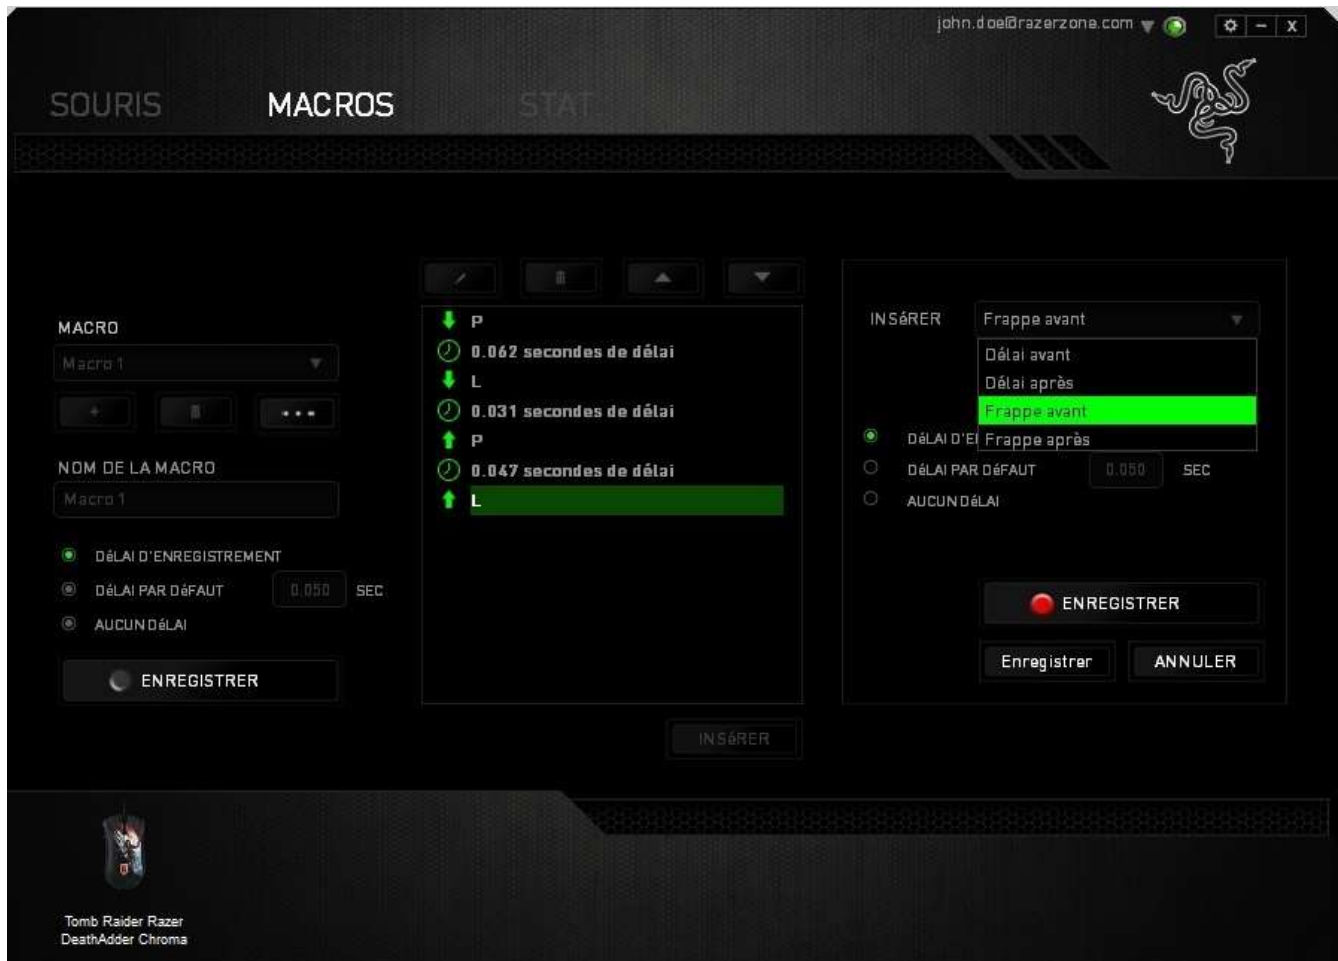 john.doe@razerzone.com
SOURIS
MACROS
STAT
MACRO
Macro 1
NOM DE LA MACRO
Macro 1
DéLAI D'ENREGISTREMENT
DéLAI PAR DéFAUT 0.050 SEC
AUCUN DéLAI
ENREGISTRER
P
0.062 secondes de délai
L
0.031 secondes de délai
P
0.047 secondes de délai
L
INSéRER
INSéRER Frappe avant
Délai avant
Délai après
Frappe avant
Frappe après
DéLAI D'E
DéLAI PAR DéFAUT 0.050 SEC
AUCUN DéLAI
ENREGISTRER
Enregistrer ANNULER
Tomb Raider Razer
DeathAdder Chroma